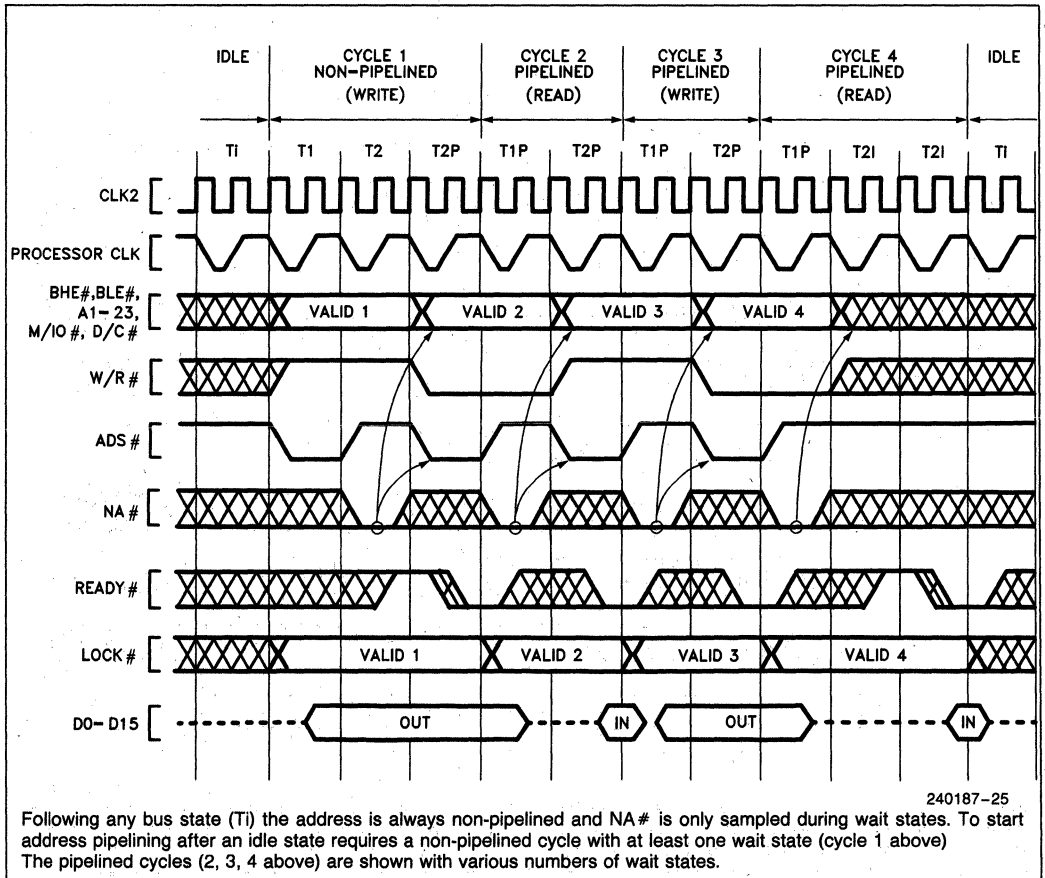 IDLE
CYCLE 1
NON-PIPELINED
(WRITE)
CYCLE 2
PIPELINED
(READ)
CYCLE 3
PIPELINED
(WRITE)
CYCLE 4
PIPELINED
(READ)
IDLE
Ti T1 T2 T2P T1P T2P T1P T2P T1P T2I T2I Ti
CLK2
PROCESSOR CLK
BHE#,BLE#,
A1-23,
M/IO#, D/C#
VALID 1 VALID 2 VALID 3 VALID 4
W/R#
ADS#
NA#
READY#
LOCK#
VALID 1 VALID 2 VALID 3 VALID 4
D0-D15
OUT IN OUT IN
240187-25
Following any bus state (Ti) the address is always non-pipelined and NA# is only sampled during wait states. To start
address pipelining after an idle state requires a non-pipelined cycle with at least one wait state (cycle 1 above)
The pipelined cycles (2, 3, 4 above) are shown with various numbers of wait states.